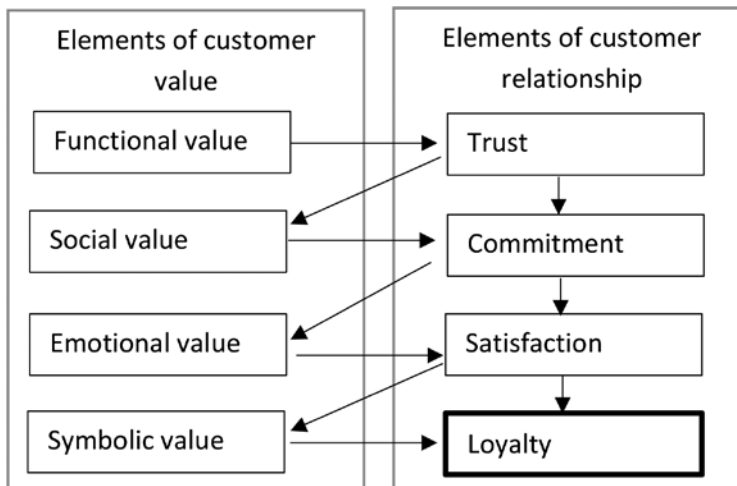 Elements of customer
value
Functional value
Social value
Emotional value
Symbolic value
Elements of customer
relationship
Trust
Commitment
Satisfaction
Loyalty